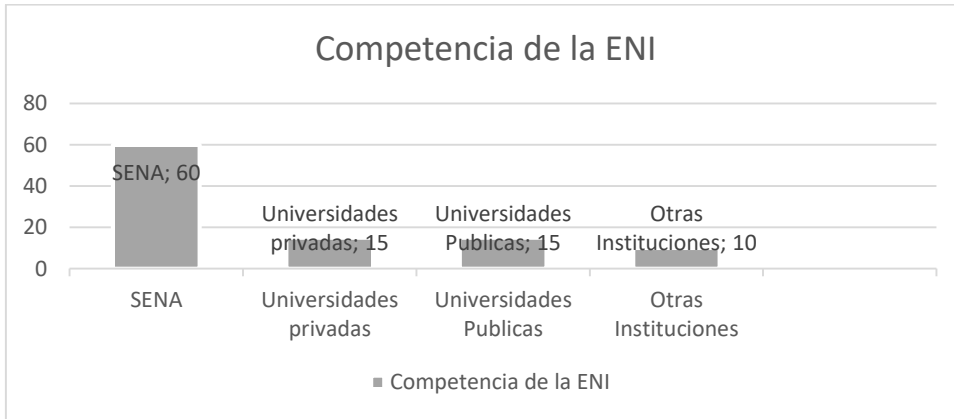 Competencia de la ENI
80
60
40
20
0
SENA; 60
Universidades
privadas; 15
Universidades
Publicas; 15
Otras
Instituciones; 10
SENA
Universidades
privadas
Universidades
Publicas
Otras
Instituciones
Competencia de la ENI